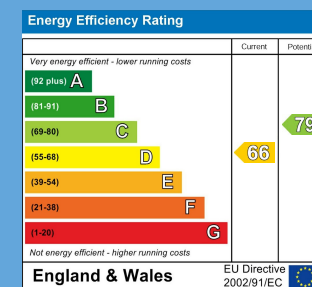 Energy Efficiency Rating
Current
Very energy efficient - lower running costs
(92 plus) A
(81-91) B
(69-80) C
79
(55-68) D
66
(39-54) E
(21-38) F
(1-20) G
Not energy efficient - higher running costs
England & Wales
EU Directive
2002/91/EC